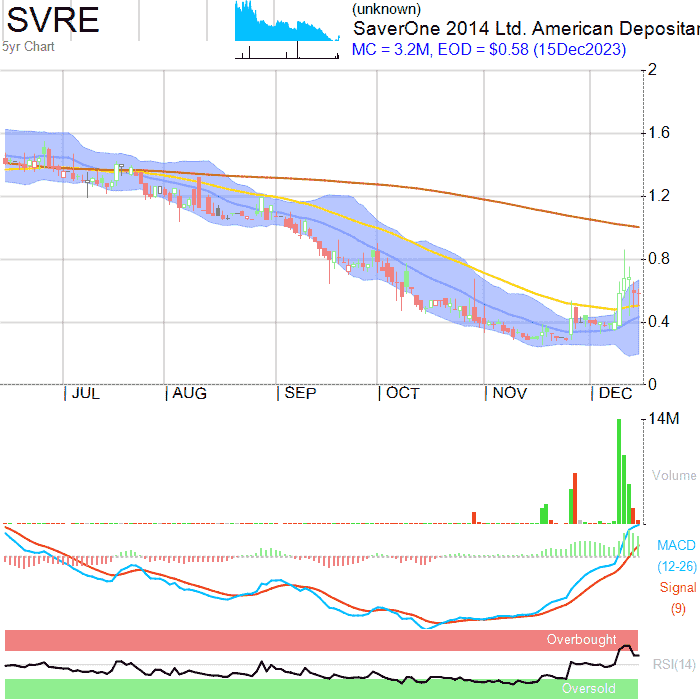 SVRE
5yr Chart
(unknown)
SaverOne 2014 Ltd. American Depositar
MC = 3.2M, EOD = $0.58 (15Dec2023)
2
1.6
1.2
0.8
0.4
0
JUL AUG SEP OCT NOV DEC
14M
Volume
MACD
(12-26)
Signal
(9)
Overbought
RSI(14)
Oversold